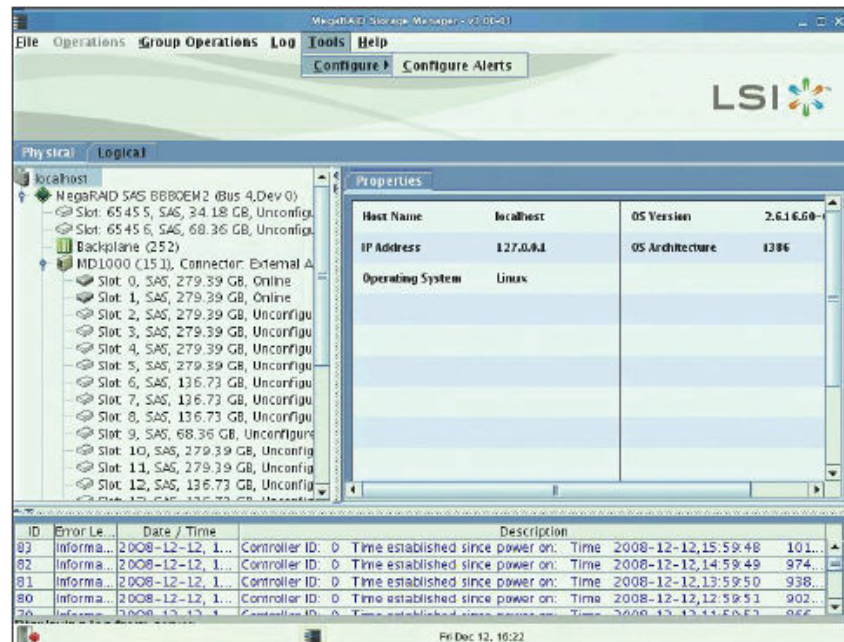 MegaRAID Storage Manager - v3.00-03
File Operations Group Operations Log Tools Help
Configure Configure Alerts
LSI
Physical Logical
localhost
MegaRAID SAS 8880EM2 (Bus 4,Dev 0)
Slot: 65455, SAS, 34.18 GB, Unconfigu
Slot: 65456, SAS, 68.36 GB, Unconfigu
Backplane (252)
MD1000 (151), Connector: External A
Slot: 0, SAS, 279.39 GB, Online
Slot: 1, SAS, 279.39 GB, Online
Slot: 2, SAS, 279.39 GB, Unconfigu
Slot: 3, SAS, 279.39 GB, Unconfigu
Slot: 4, SAS, 279.39 GB, Unconfigu
Slot: 5, SAS, 279.39 GB, Unconfigu
Slot: 6, SAS, 136.73 GB, Unconfigu
Slot: 7, SAS, 136.73 GB, Unconfigu
Slot: 8, SAS, 136.73 GB, Unconfigu
Slot: 9, SAS, 68.36 GB, Unconfigure
Slot: 10, SAS, 279.39 GB, Unconfig
Slot: 11, SAS, 279.39 GB, Unconfig
Slot: 12, SAS, 136.73 GB, Unconfig
Properties
Host Name localhost OS Version 2.6.16.60-
IP Address 127.0.0.1 OS Architecture i386
Operating System Linux
ID Error Le... Date / Time Description
83 Informa... 2008-12-12, 1... Controller ID: 0 Time established since power on: Time 2008-12-12,15:59:48 101...
82 Informa... 2008-12-12, 1... Controller ID: 0 Time established since power on: Time 2008-12-12,14:59:49 974...
81 Informa... 2008-12-12, 1... Controller ID: 0 Time established since power on: Time 2008-12-12,13:59:50 938...
80 Informa... 2008-12-12, 1... Controller ID: 0 Time established since power on: Time 2008-12-12,12:59:51 902...
Fri Dec 12, 16:22